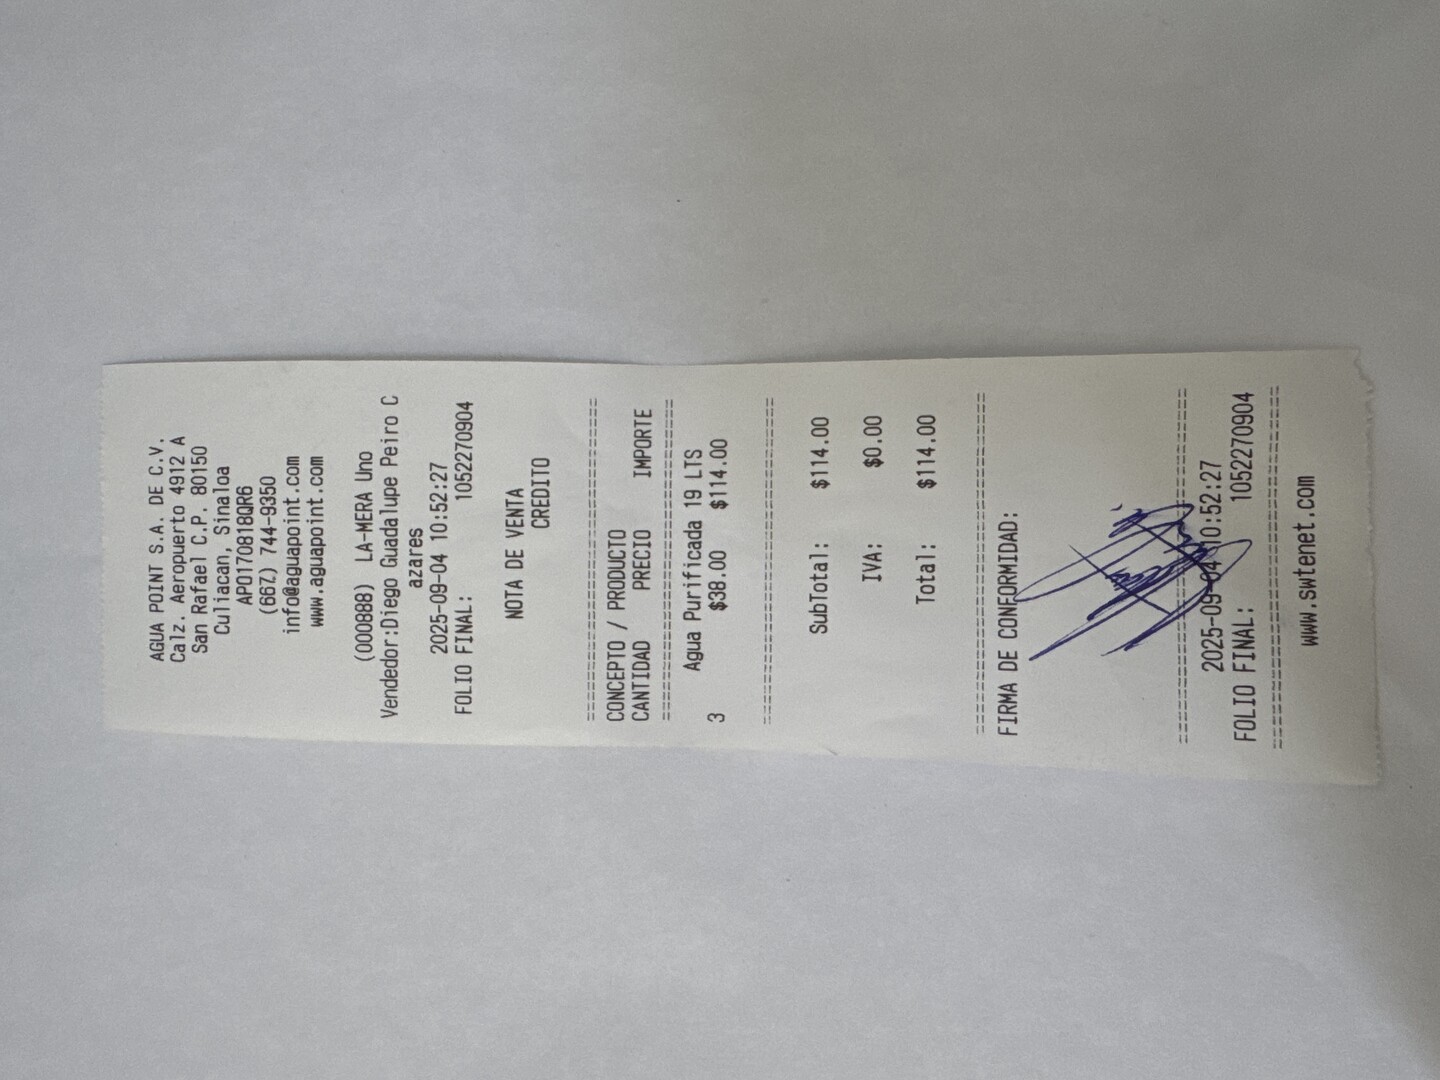 AGUA POINT S.A. DE C.V.
Calz. Aeropuerto 4912 A
San Rafael C.P. 80150
Culiacan, Sinaloa
APO170818QR6
(667) 744-9350
info@aguapoint.com
www.aguapoint.com
(000888) LA-MERA Uno
Vendedor:Diego Guadalupe Peiro C
azares
2025-09-04 10:52:27
FOLIO FINAL: 1052270904
NOTA DE VENTA
CREDITO
================================
CONCEPTO / PRODUCTO
CANTIDAD PRECIO IMPORTE
================================
Agua Purificada 19 LTS
3 $38.00 $114.00
================================
SubTotal: $114.00
IVA: $0.00
Total: $114.00
================================
FIRMA DE CONFORMIDAD:
================================
2025-09-04 10:52:27
FOLIO FINAL: 1052270904
================================
www.swtenet.com